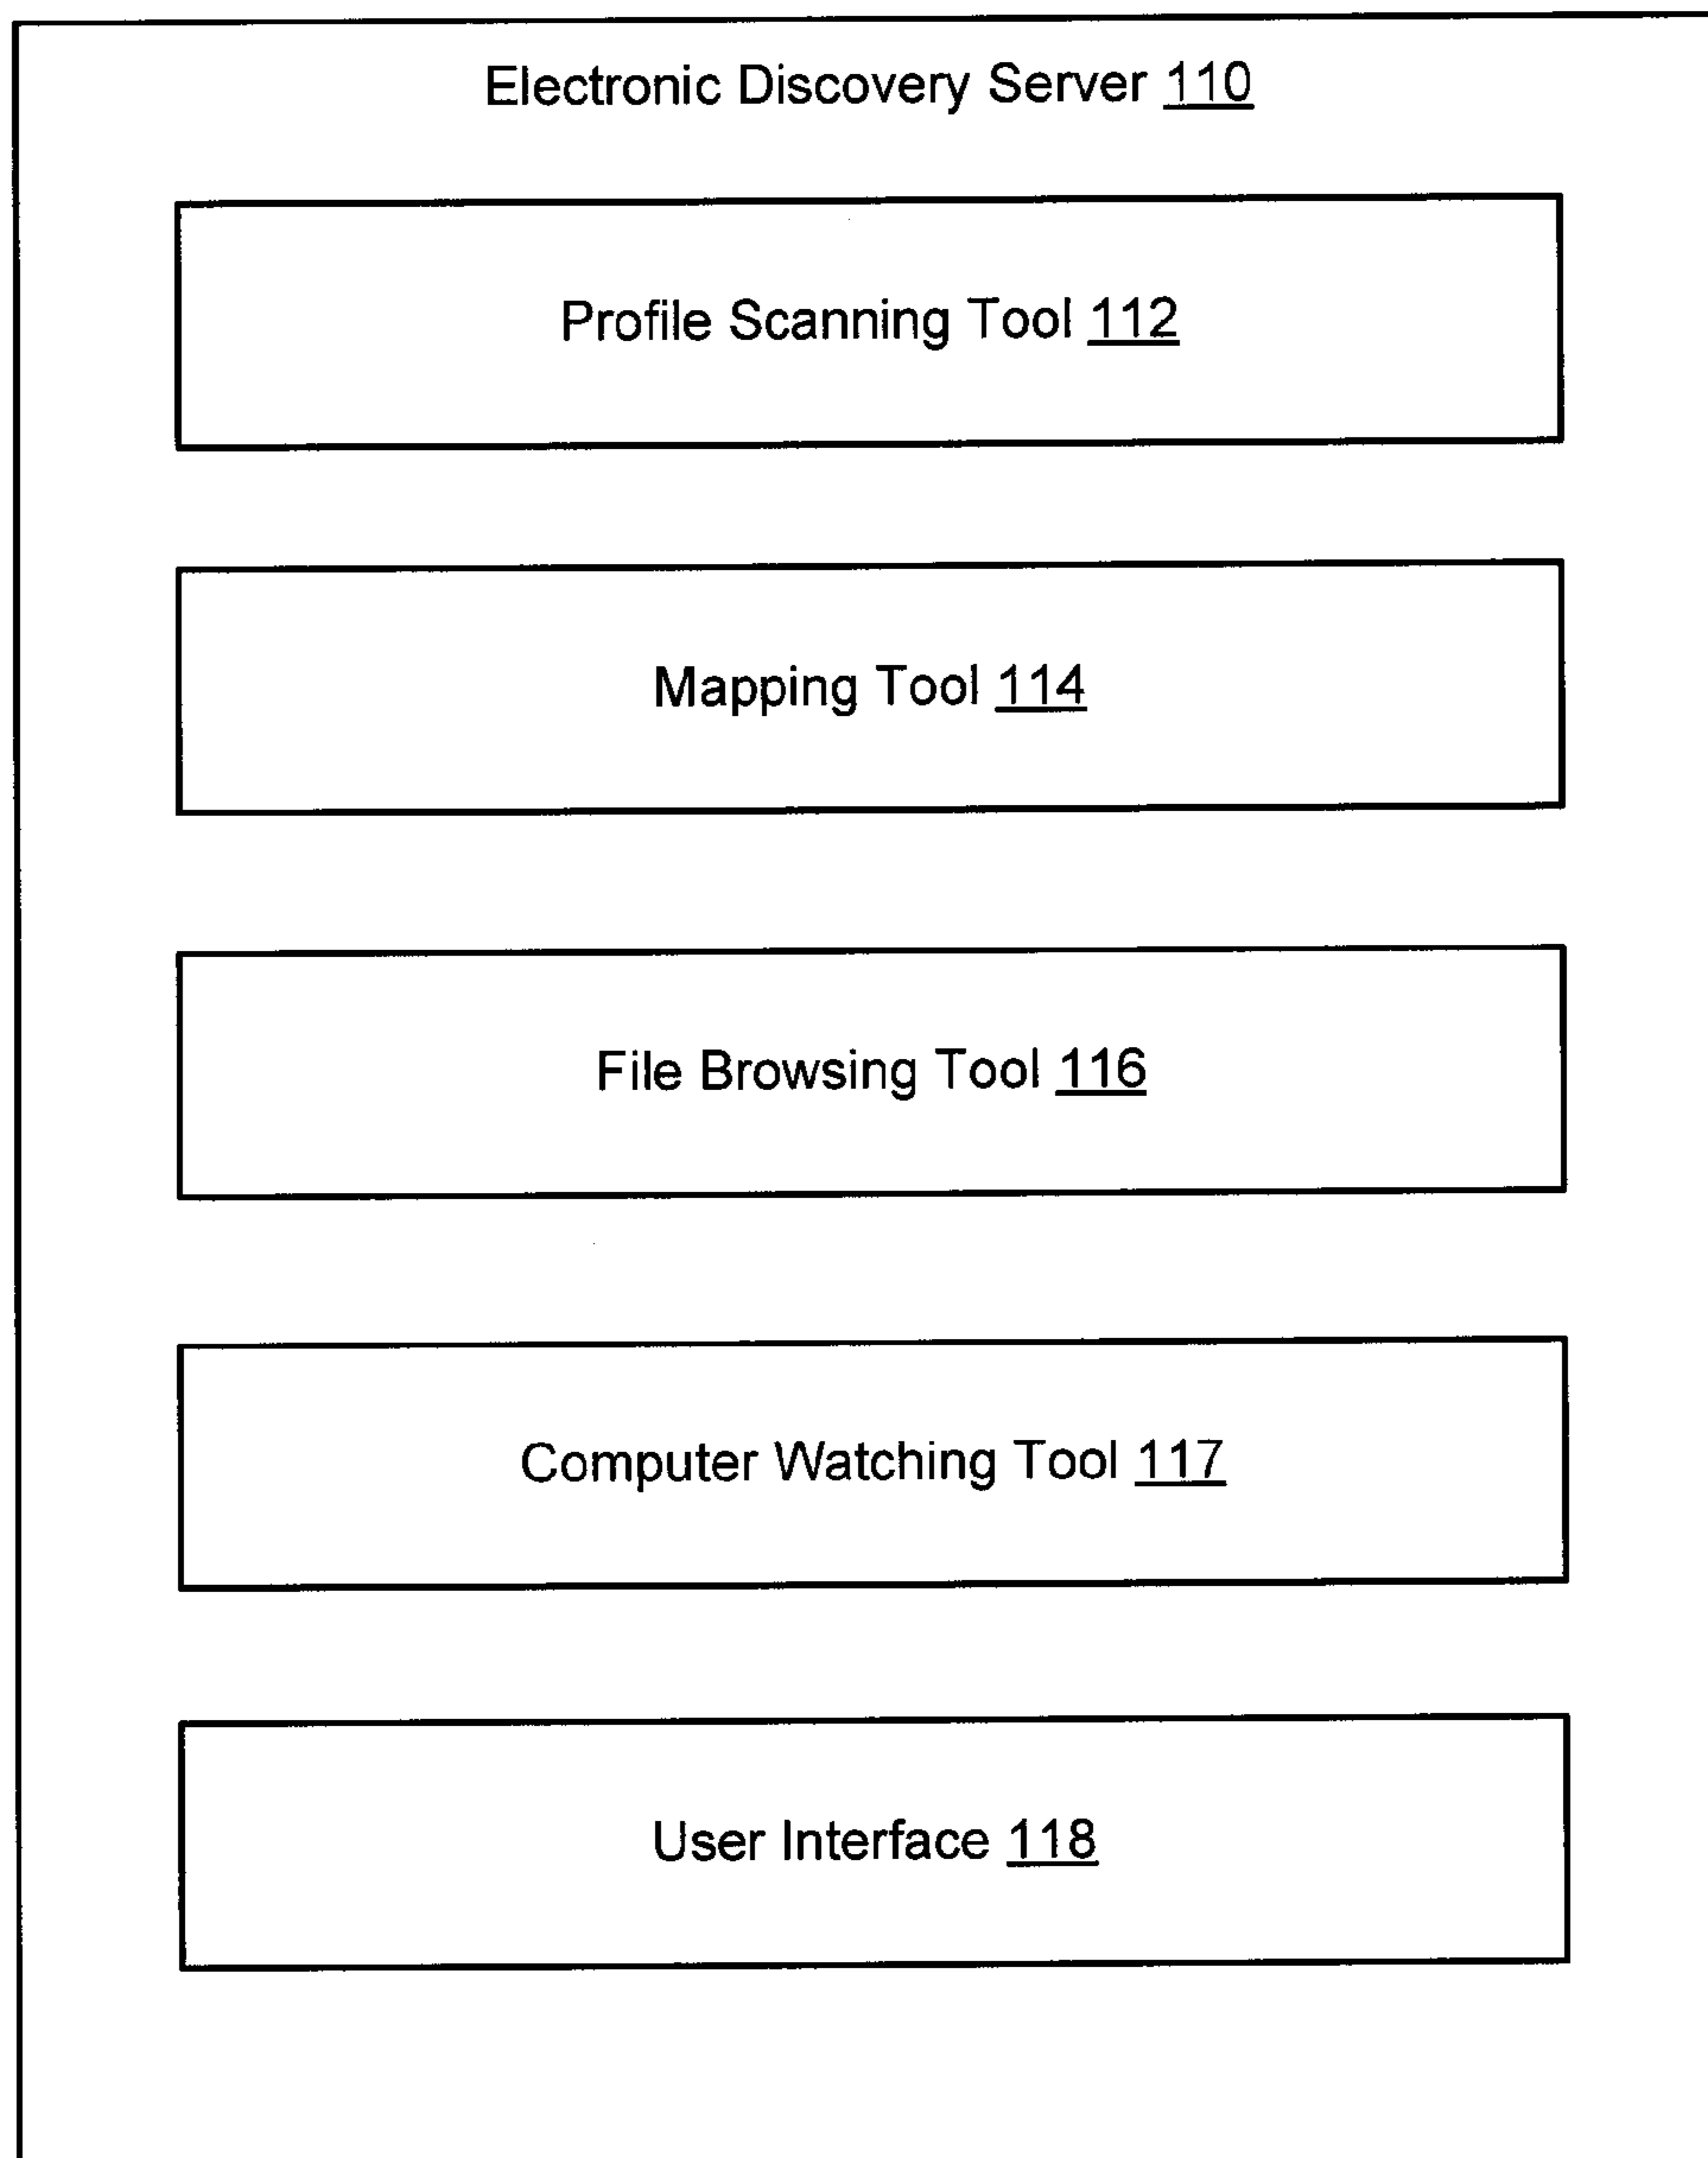 Electronic Discovery Server 110
Profile Scanning Tool 112
Mapping Tool 114
File Browsing Tool 116
Computer Watching Tool 117
User Interface 118